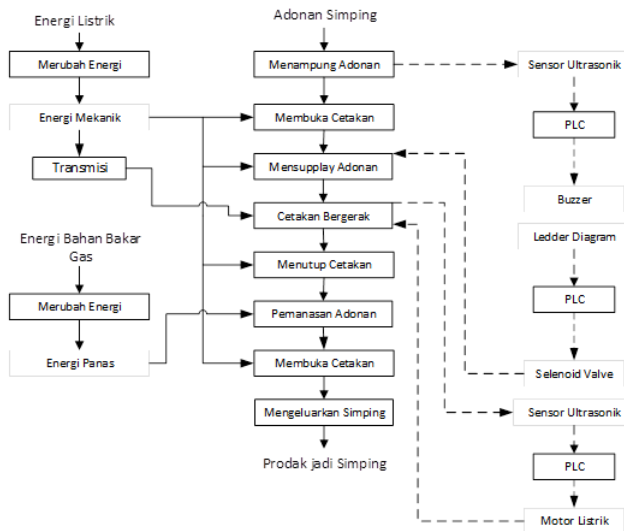 Energi Listrik
Merubah Energi
Energi Mekanik
Transmisi
Energi Bahan Bakar
Gas
Merubah Energi
Energi Panas
Adonan Simping
Menampung Adonan
Membuka Cetakan
Mensupplay Adonan
Cetakan Bergerak
Menutup Cetakan
Pemanasan Adonan
Membuka Cetakan
Mengeluarkan Simping
Prodak jadi Simping
Sensor Ultrasonik
PLC
Buzzer
Ledder Diagram
PLC
Selenoid Valve
Sensor Ultrasonik
PLC
Motor Listrik